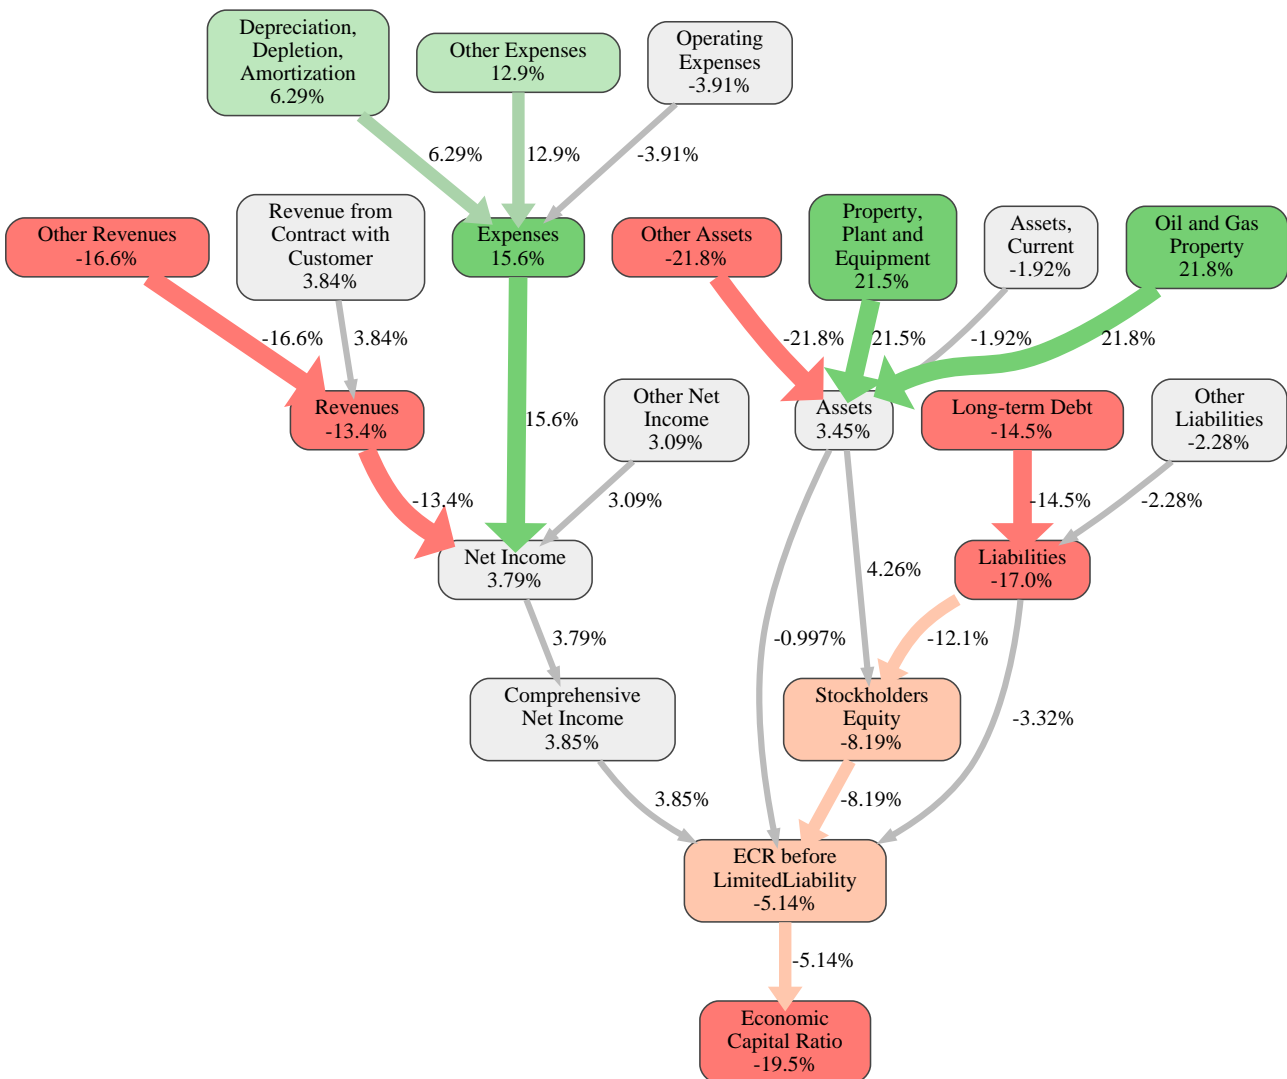 Depreciation,
Depletion,
Amortization
6.29%
Other Expenses
12.9%
Operating
Expenses
-3.91%
6.29%
12.9%
-3.91%
Other Revenues
-16.6%
Revenue from
Contract with
Customer
3.84%
Expenses
15.6%
Other Assets
-21.8%
Property,
Plant and
Equipment
21.5%
Assets,
Current
-1.92%
Oil and Gas
Property
21.8%
-16.6%
3.84%
-21.8%
21.5%
-1.92%
21.8%
Revenues
-13.4%
15.6%
Other Net
Income
3.09%
Assets
3.45%
Long-term Debt
-14.5%
Other
Liabilities
-2.28%
-13.4%
3.09%
-14.5%
-2.28%
Net Income
3.79%
Liabilities
-17.0%
4.26%
3.79%
-0.997%
-12.1%
Comprehensive
Net Income
3.85%
Stockholders
Equity
-8.19%
-3.32%
3.85%
-8.19%
ECR before
LimitedLiability
-5.14%
-5.14%
Economic
Capital Ratio
-19.5%